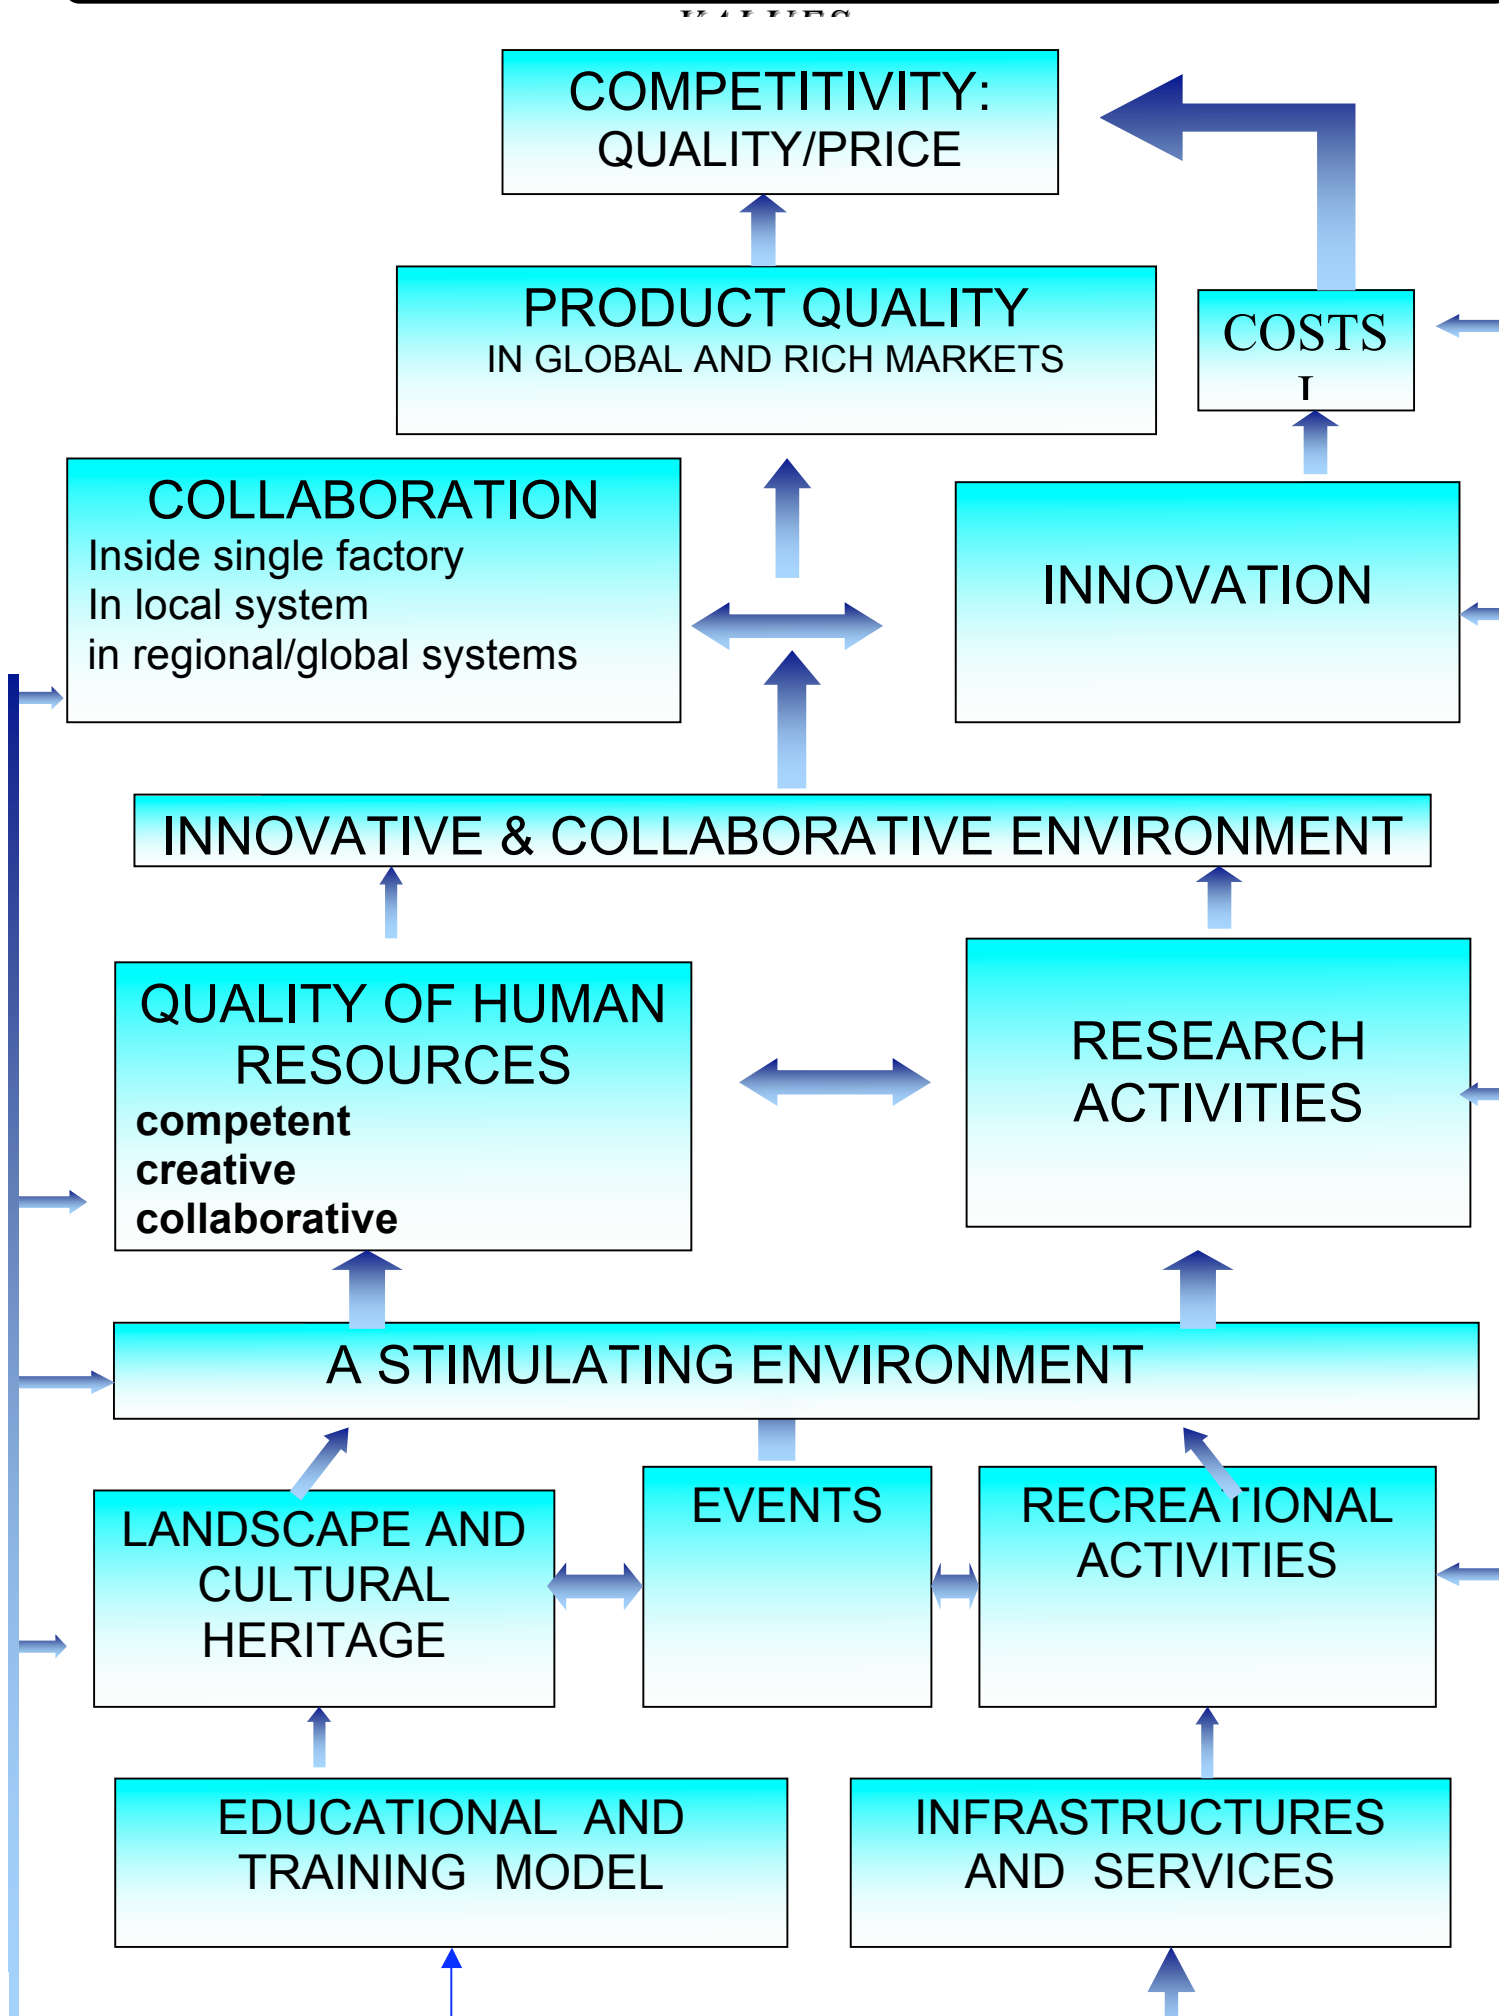 VALUES
COMPETITIVITY:
QUALITY/PRICE
PRODUCT QUALITY
IN GLOBAL AND RICH MARKETS
COSTS
COLLABORATION
Inside single factory
In local system
in regional/global systems
INNOVATION
INNOVATIVE & COLLABORATIVE ENVIRONMENT
QUALITY OF HUMAN
RESOURCES
competent
creative
collaborative
RESEARCH
ACTIVITIES
A STIMULATING ENVIRONMENT
LANDSCAPE AND
CULTURAL
HERITAGE
EVENTS
RECREATIONAL
ACTIVITIES
EDUCATIONAL AND
TRAINING MODEL
INFRASTRUCTURES
AND SERVICES